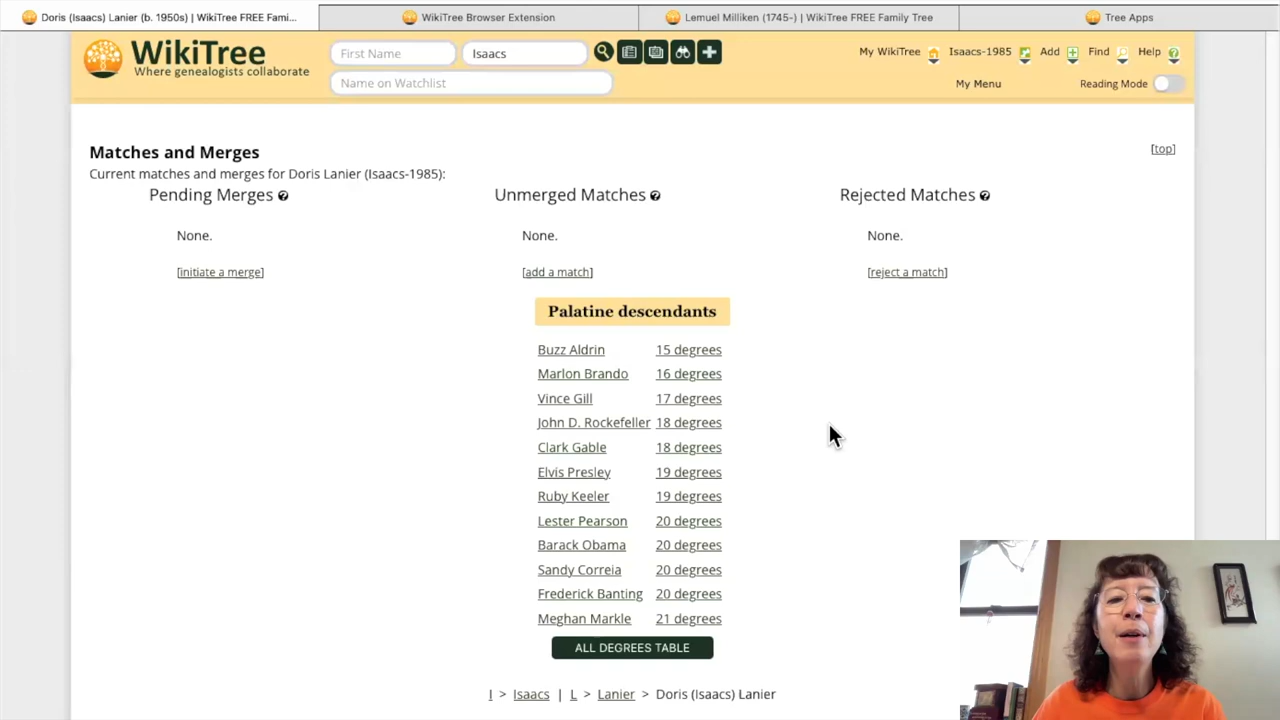 Doris (Isaacs) Lanier (b. 1950s) | WikiTree FREE Fami...
WikiTree Browser Extension
Lemuel Milliken (1745-) | WikiTree FREE Family Tree
Tree Apps
WikiTree
Where genealogists collaborate
First Name
Isaacs
Name on Watchlist
My WikiTree
Isaacs-1985
Add
Find
Help
My Menu
Reading Mode
Matches and Merges
[top]
Current matches and merges for Doris Lanier (Isaacs-1985):
Pending Merges ?
Unmerged Matches ?
Rejected Matches ?
None.
None.
None.
[initiate a merge]
[add a match]
[reject a match]
Palatine descendants
Buzz Aldrin 15 degrees
Marlon Brando 16 degrees
Vince Gill 17 degrees
John D. Rockefeller 18 degrees
Clark Gable 18 degrees
Elvis Presley 19 degrees
Ruby Keeler 19 degrees
Lester Pearson 20 degrees
Barack Obama 20 degrees
Sandy Correia 20 degrees
Frederick Banting 20 degrees
Meghan Markle 21 degrees
ALL DEGREES TABLE
I > Isaacs | L > Lanier > Doris (Isaacs) Lanier